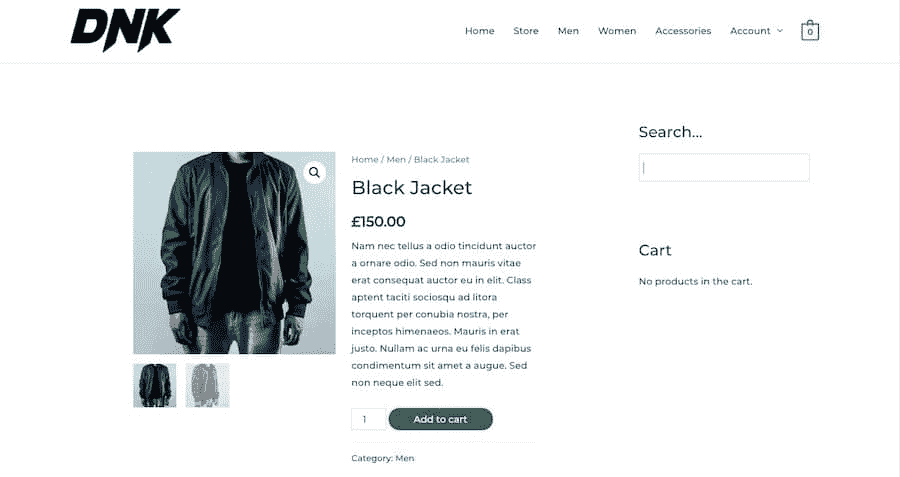 DNK
Home Store Men Women Accessories Account 0
Home / Men / Black Jacket
Black Jacket
£150.00
Nam nec tellus a odio tincidunt auctor
a ornare odio. Sed non mauris vitae
erat consequat auctor eu in elit. Class
aptent taciti sociosqu ad litora
torquent per conubia nostra, per
inceptos himenaeos. Mauris in erat
justo. Nullam ac urna eu felis dapibus
condimentum sit amet a augue. Sed
non neque elit sed.
1 Add to cart
Category: Men
Search...
Cart
No products in the cart.